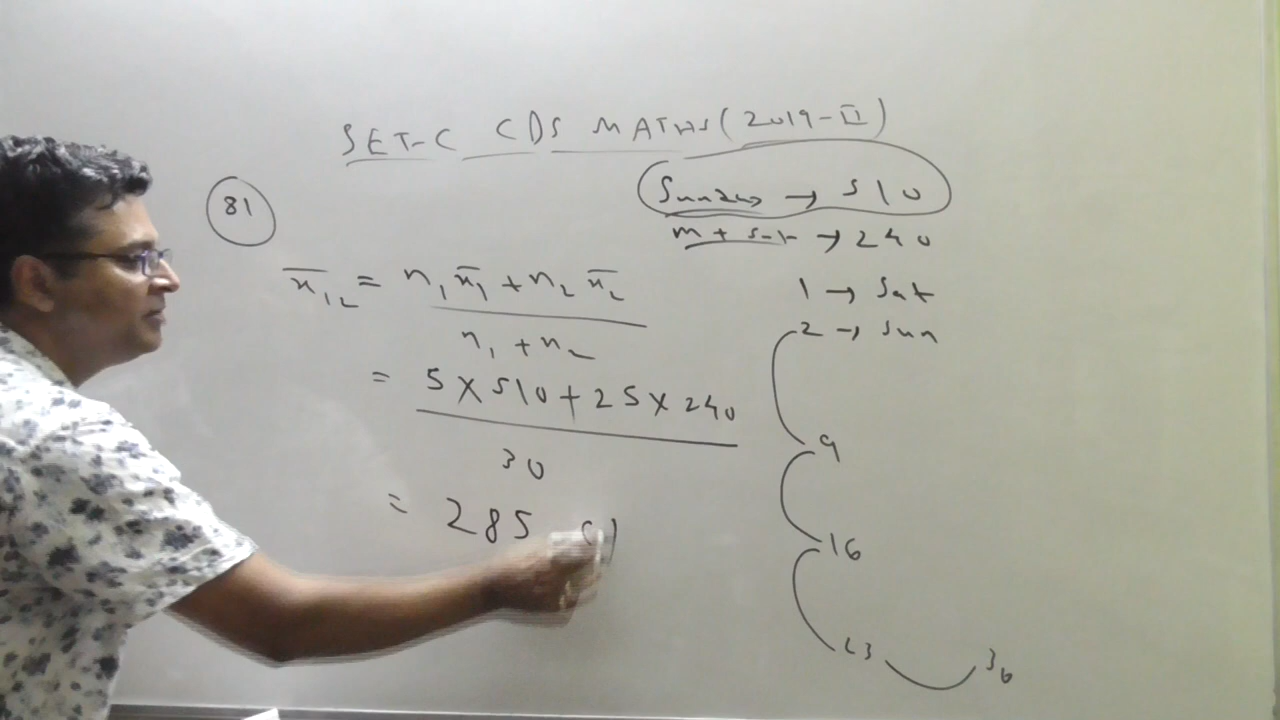 SET-C CDS MATHS (2019-II)
81
Sundays → 510
M + Sat → 240
x̄₁₂ = n₁x̄₁ + n₂x̄₂
n₁ + n₂
= 5 × 510 + 25 × 240
30
= 285 ( )
1 → Sat
2 → Sun
9
16
23
30